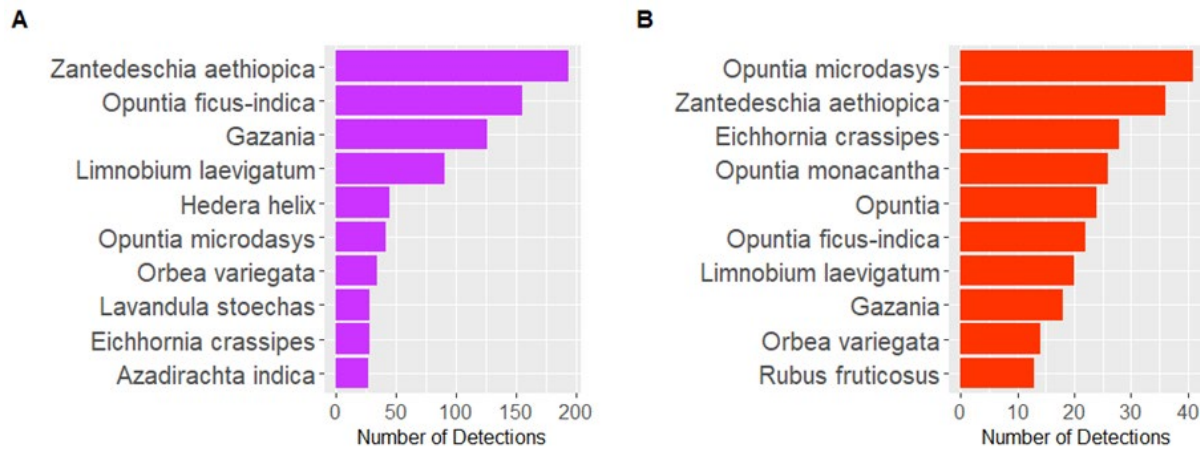 A
Zantedeschia aethiopica
Opuntia ficus-indica
Gazania
Limnobium laevigatum
Hedera helix
Opuntia microdasys
Orbea variegata
Lavandula stoechas
Eichhornia crassipes
Azadirachta indica
0 50 100 150 200
Number of Detections
B
Opuntia microdasys
Zantedeschia aethiopica
Eichhornia crassipes
Opuntia monacantha
Opuntia
Opuntia ficus-indica
Limnobium laevigatum
Gazania
Orbea variegata
Rubus fruticosus
0 10 20 30 40
Number of Detections